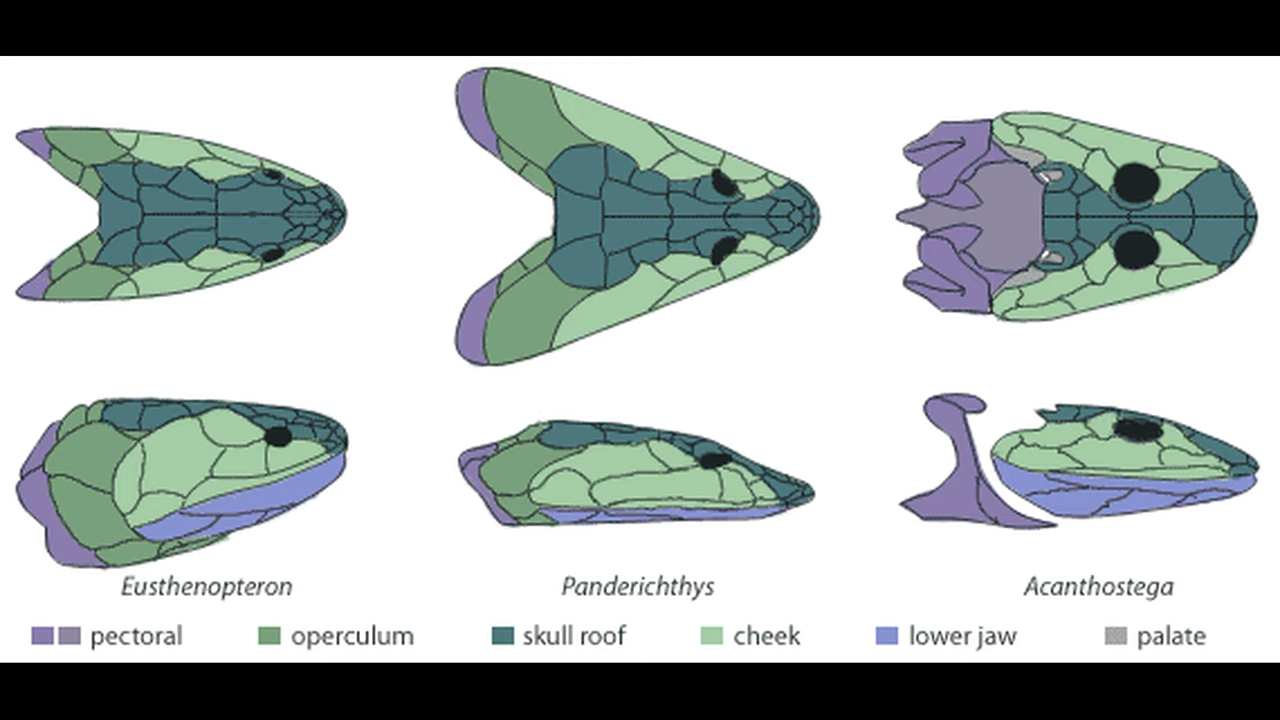 Eusthenopteron Panderichthys Acanthostega
pectoral operculum skull roof cheek lower jaw palate